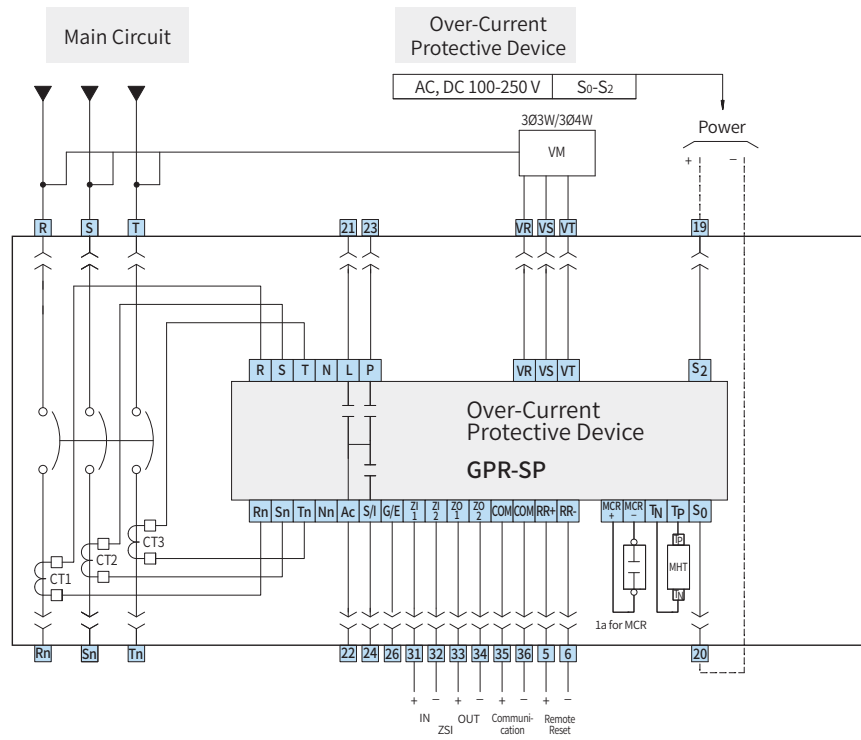 Main Circuit
Over-Current
Protective Device
AC, DC 100-250 V
S0-S2
3Ø3W/3Ø4W
VM
Power
+
–
R
S
T
21
23
VR
VS
VT
19
R
S
T
N
L
P
VR
VS
VT
S2
Over-Current
Protective Device
GPR-SP
Rn
Sn
Tn
Nn
Ac
S/I
G/E
ZI
1
ZI
2
ZO
1
ZO
2
COM
COM
RR+
RR-
MCR
+
MCR
–
TN
TP
S0
CT1
CT2
CT3
TP
MHT
TN
1a for MCR
Rn
Sn
Tn
22
24
26
31
32
33
34
35
36
5
6
20
+
–
+
–
+
–
+
–
IN
OUT
ZSI
Communi-
cation
Remote
Reset